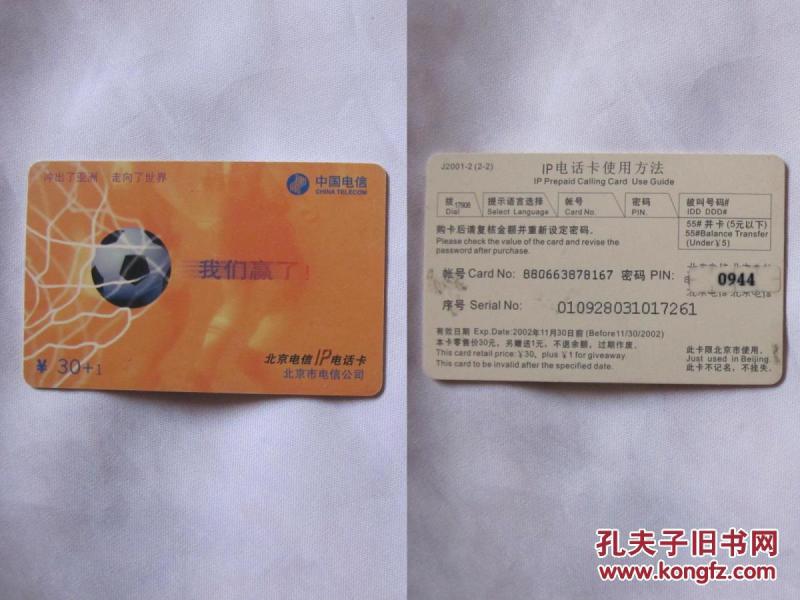 冲出了亚洲 走向了世界
中国电信
CHINA TELECOM
我们赢了!
¥ 30+1
北京电信IP电话卡
北京市电信公司
J2001-2 (2-2)
IP电话卡使用方法
IP Prepaid Calling Card Use Guide
拨17908 提示语言选择 帐号 密码 被叫号码#
Dial Select Language Card No. PIN. IDD DDD#
购卡后请复核金额并重新设定密码.
Please check the value of the card and revise the
password after purchase.
55# 并卡 (5元以下)
55#Balance Transfer
(Under¥5)
帐号 Card No: 880663878167 密码 PIN: 0944
序号 Serial No: 010928031017261
有效日期 Exp.Date:2002年11月30日前 (Before11/30/2002)
本卡零售价30元, 另赠送1元, 不退余额, 过期作废.
This card retail price: ¥30, plus ¥1 for giveaway.
This card to be invalid after the specified date.
此卡限北京市使用.
Just used in Beijing
此卡不记名, 不挂失.
孔夫子旧书网
www.kongfz.com